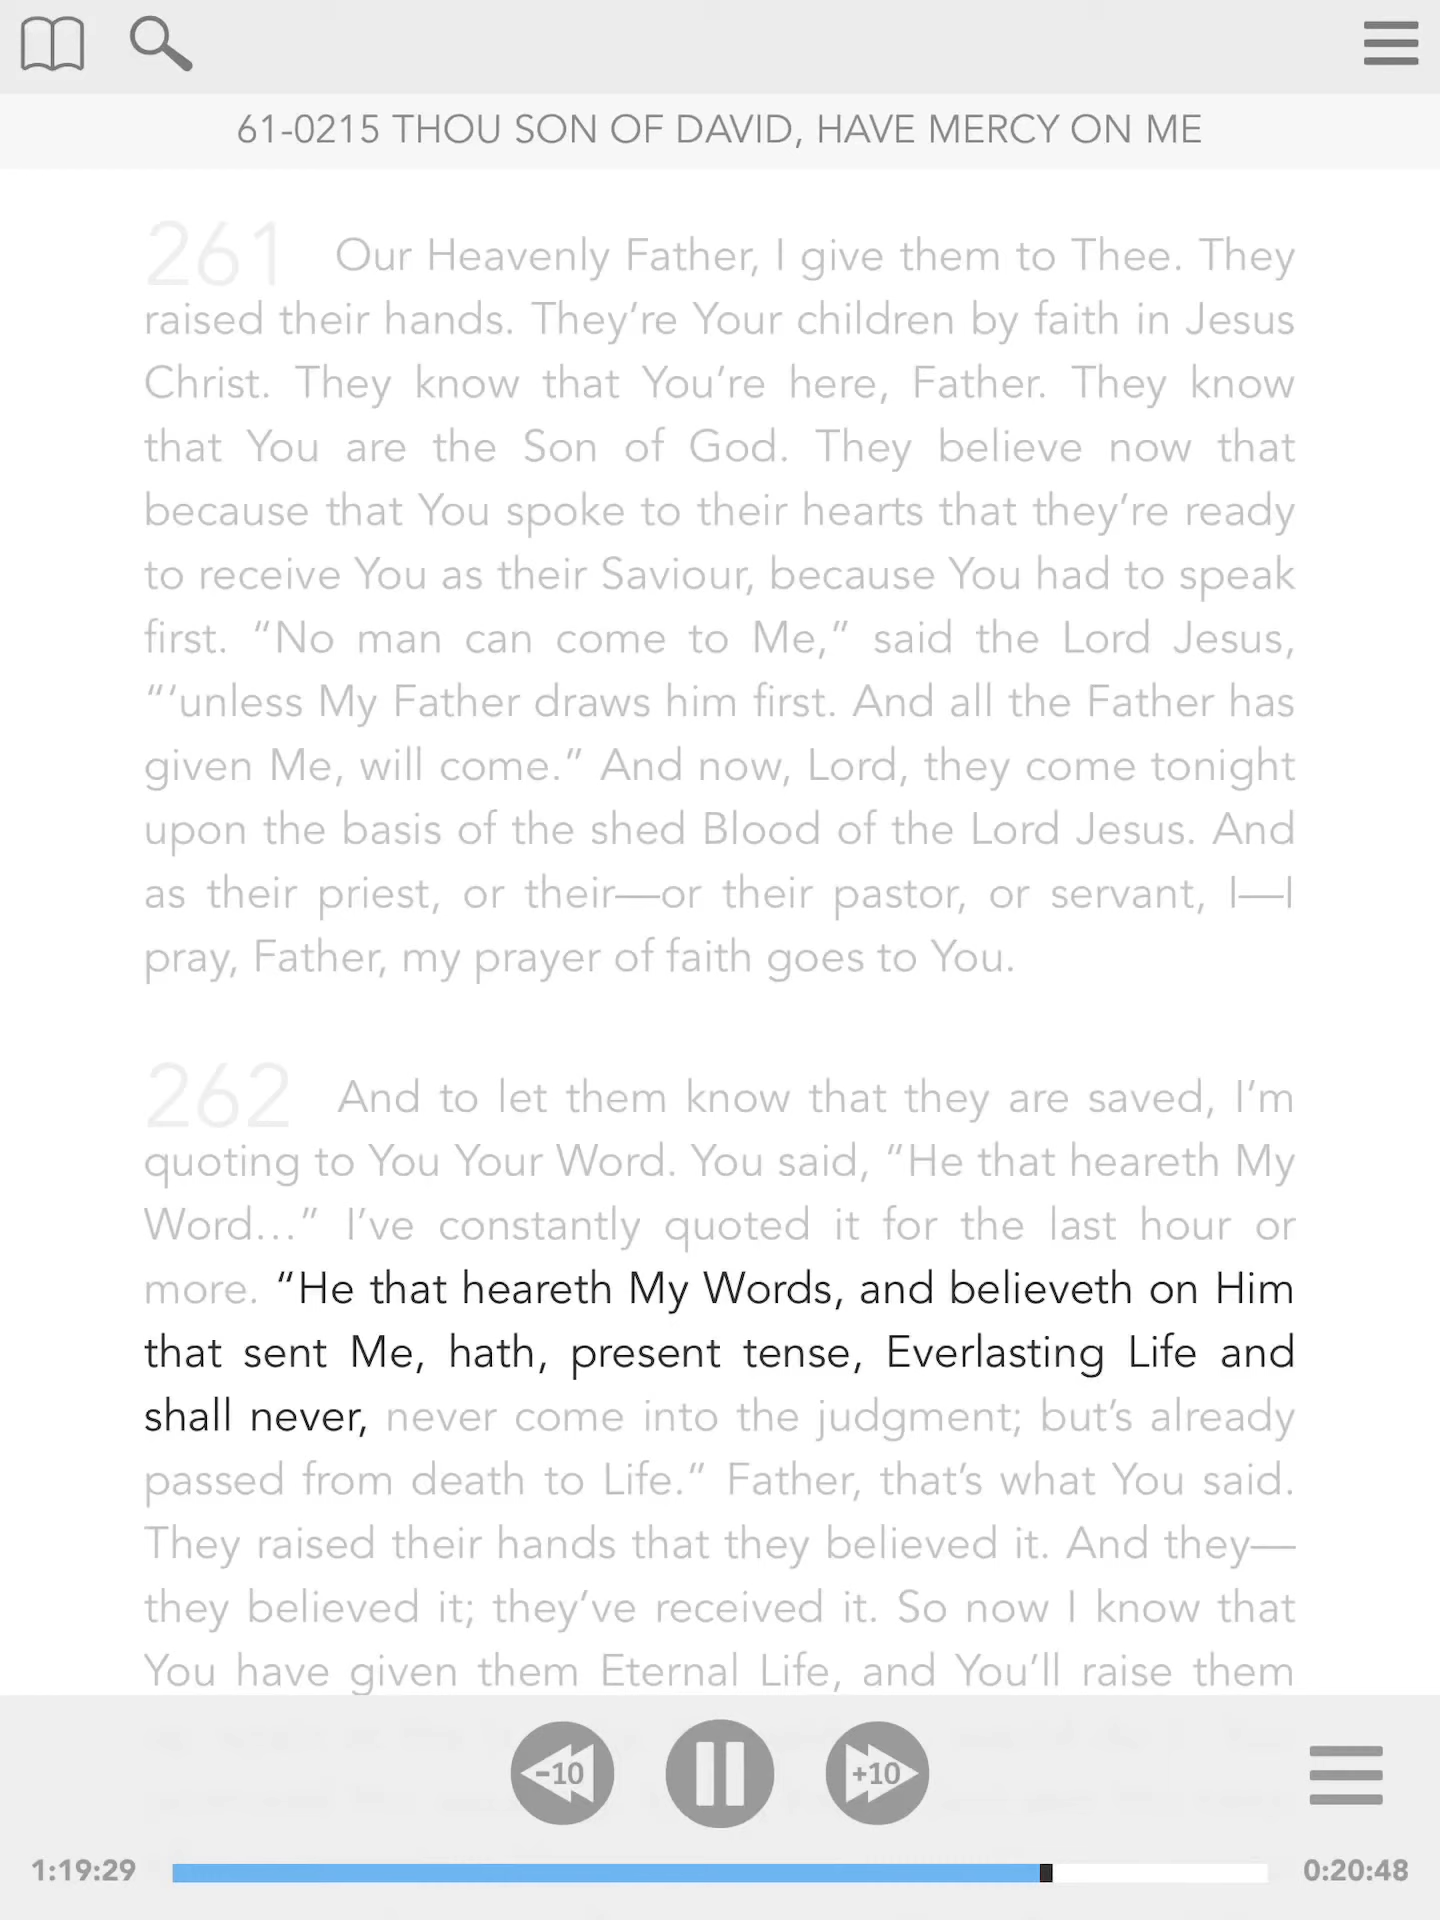 61-0215 THOU SON OF DAVID, HAVE MERCY ON ME
261 Our Heavenly Father, I give them to Thee. They
raised their hands. They’re Your children by faith in Jesus
Christ. They know that You’re here, Father. They know
that You are the Son of God. They believe now that
because that You spoke to their hearts that they’re ready
to receive You as their Saviour, because You had to speak
first. “No man can come to Me,” said the Lord Jesus,
“‘unless My Father draws him first. And all the Father has
given Me, will come.” And now, Lord, they come tonight
upon the basis of the shed Blood of the Lord Jesus. And
as their priest, or their—or their pastor, or servant, I—I
pray, Father, my prayer of faith goes to You.
262 And to let them know that they are saved, I’m
quoting to You Your Word. You said, “He that heareth My
Word…” I’ve constantly quoted it for the last hour or
more. “He that heareth My Words, and believeth on Him
that sent Me, hath, present tense, Everlasting Life and
shall never, never come into the judgment; but’s already
passed from death to Life.” Father, that’s what You said.
They raised their hands that they believed it. And they—
they believed it; they’ve received it. So now I know that
You have given them Eternal Life, and You’ll raise them
-10 +10
1:19:29 0:20:48